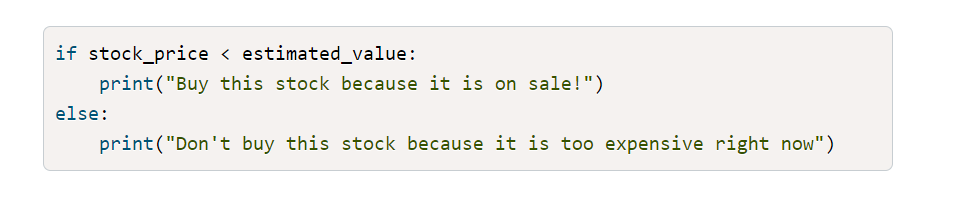 if stock_price < estimated_value:
    print("Buy this stock because it is on sale!")
else:
    print("Don't buy this stock because it is too expensive right now")